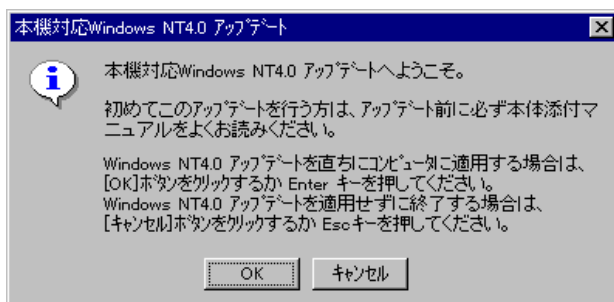 本機対応Windows NT4.0 ｱｯﾌﾟﾃﾞｰﾄ
本機対応Windows NT4.0 ｱｯﾌﾟﾃﾞｰﾄへようこそ。
初めてこのｱｯﾌﾟﾃﾞｰﾄを行う方は、ｱｯﾌﾟﾃﾞｰﾄ前に必ず本体添付マ
ニュアルをよくお読みください。
Windows NT4.0 ｱｯﾌﾟﾃﾞｰﾄを直ちにｺﾝﾋﾟｭｰﾀに適用する場合は、
[OK]ﾎﾞﾀﾝをｸﾘｯｸするか Enter キーを押してください。
Windows NT4.0 ｱｯﾌﾟﾃﾞｰﾄを適用せずに終了する場合は、
[ｷｬﾝｾﾙ]ﾎﾞﾀﾝをｸﾘｯｸするか Escキーを押してください。
OK
ｷｬﾝｾﾙ